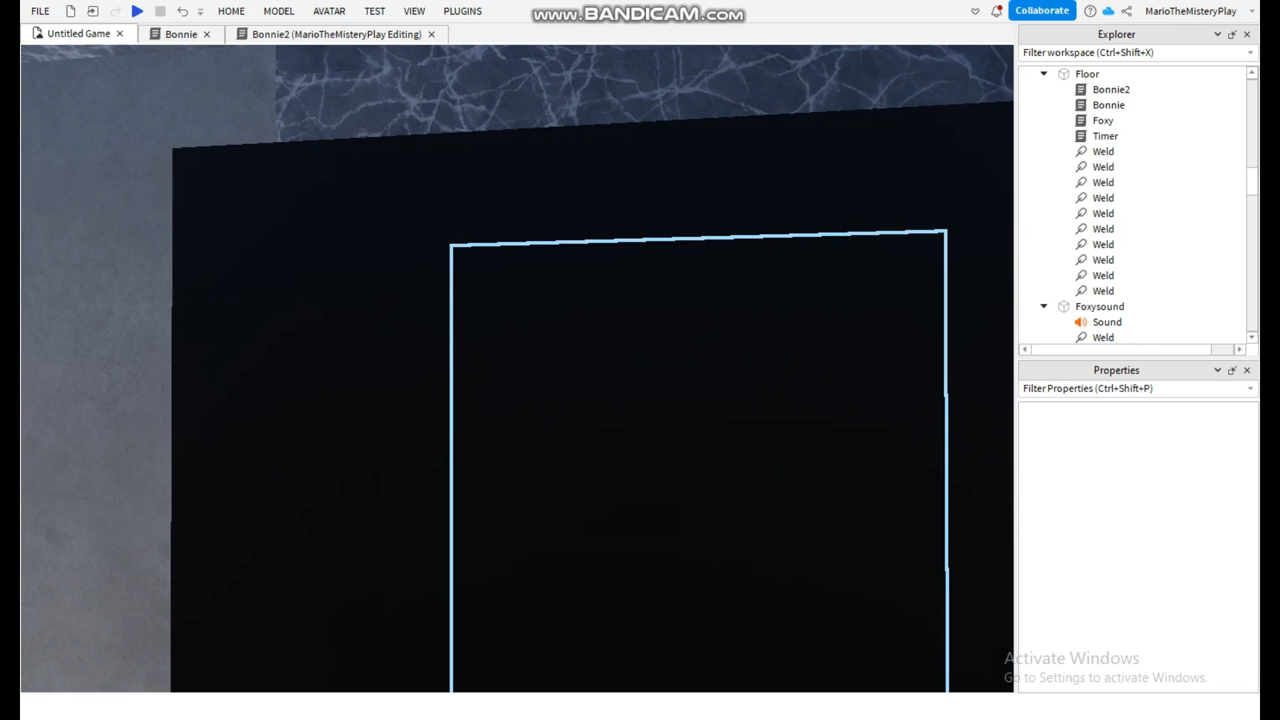 FILE HOME MODEL AVATAR TEST VIEW PLUGINS www.BANDICAM.com Collaborate MarioTheMisteryPlay
Untitled Game Bonnie Bonnie2 (MarioTheMisteryPlay Editing)
Explorer
Filter workspace (Ctrl+Shift+X)
Floor
Bonnie2
Bonnie
Foxy
Timer
Weld
Weld
Weld
Weld
Weld
Weld
Weld
Weld
Weld
Weld
Foxysound
Sound
Weld
Properties
Filter Properties (Ctrl+Shift+P)
Activate Windows
Go to Settings to activate Windows.